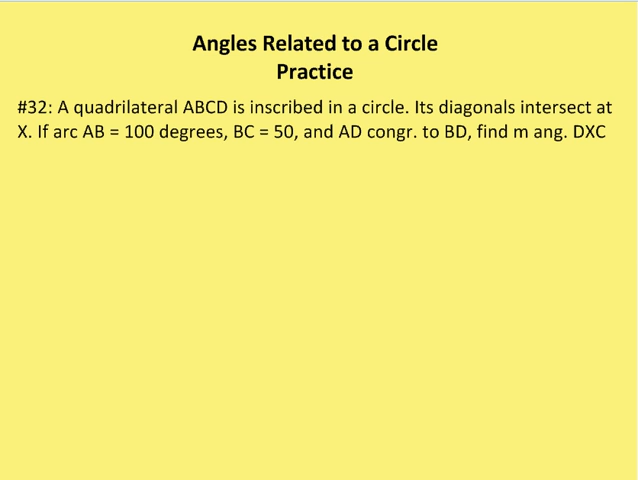 Angles Related to a Circle
Practice
#32: A quadrilateral ABCD is inscribed in a circle. Its diagonals intersect at
X. If arc AB = 100 degrees, BC = 50, and AD congr. to BD, find m ang. DXC